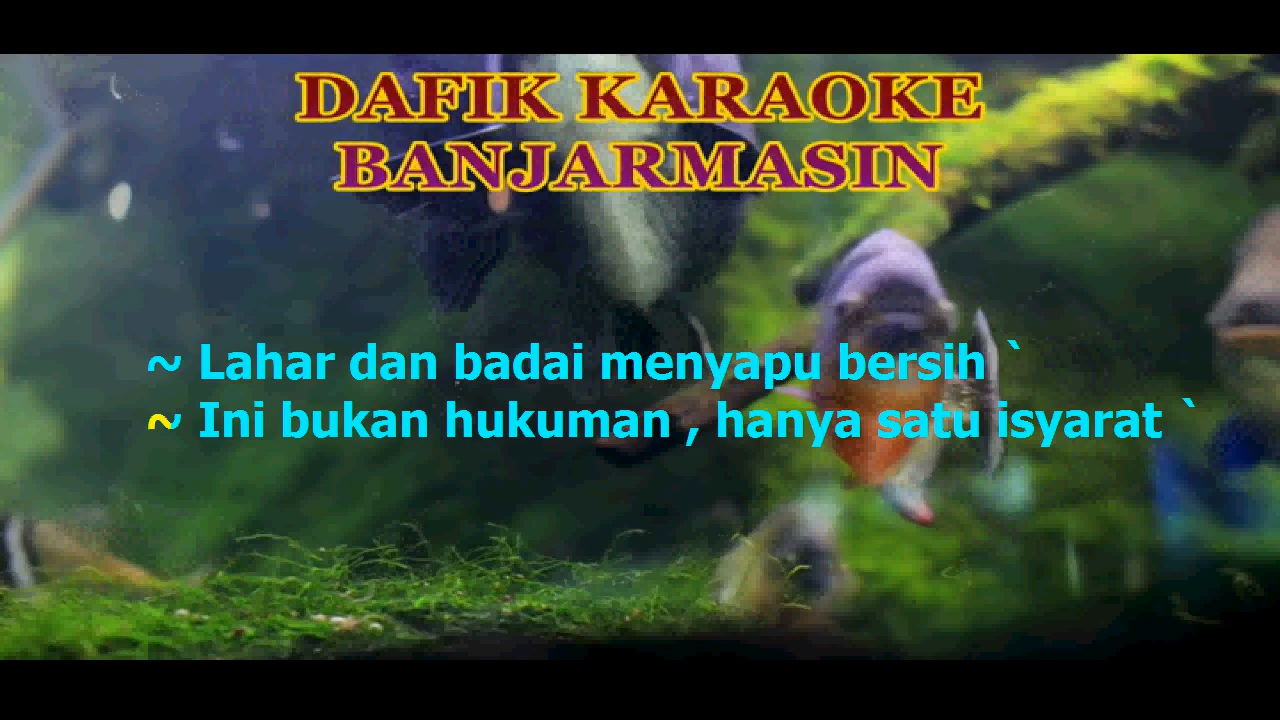 DAFIK KARAOKE
BANJARMASIN
~ Lahar dan badai menyapu bersih `
~ Ini bukan hukuman , hanya satu isyarat `